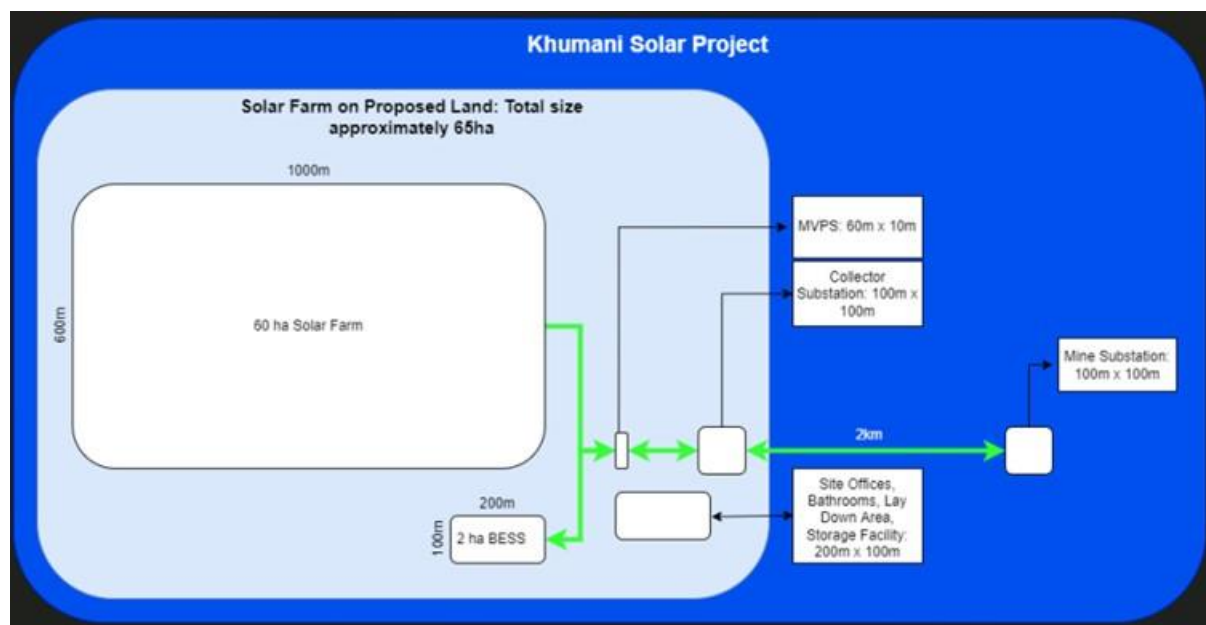 Khumani Solar Project
Solar Farm on Proposed Land: Total size
approximately 65ha
1000m
600m
60 ha Solar Farm
MVPS: 60m x 10m
Collector
Substation: 100m x
100m
Mine Substation:
100m x 100m
2km
200m
100m
2 ha BESS
Site Offices,
Bathrooms, Lay
Down Area,
Storage Facility:
200m x 100m